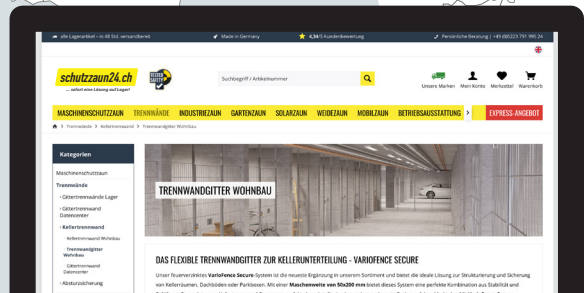 alle Lagerartikel – in 48 Std. versandbereit
Made in Germany
4,34/5 Kundenbewertung
Persönliche Beratung | +49 (0)5223 791 995 24
schutzzaun24.ch
... sofort eine Lösung auf Lager!
Suchbegriff / Artikelnummer
Unsere Marken
Mein Konto
Merkzettel
Warenkorb
MASCHINENSCHUTZZAUN TRENNWÄNDE INDUSTRIEZAUN GARTENZAUN SOLARZAUN WEIDEZAUN MOBILZAUN BETRIEBSAUSSTATTUNG > EXPRESS-ANGEBOT
> Trennwände > Kellertrennwand > Trennwandgitter Wohnbau
Kategorien
Maschinenschutzzaun
Trennwände
› Gittertrennwände Lager
› Gittertrennwand
Datencenter
› Kellertrennwand
- Kellertrennwand Wohnbau
- Trennwandgitter
Wohnbau
- Gittertrennwand
Datencenter
› Absturzsicherung
TRENNWANDGITTER WOHNBAU
DAS FLEXIBLE TRENNWANDGITTER ZUR KELLERUNTERTEILUNG - VARIOFENCE SECURE
Unser feuerverzinktes VarioFence Secure-System ist die neueste Ergänzung in unserem Sortiment und bietet die ideale Lösung zur Strukturierung und Sicherung
von Kellerräumen, Dachböden oder Parkboxen. Mit einer Maschenweite von 50x200 mm bietet dieses System eine perfekte Kombination aus Stabilität und